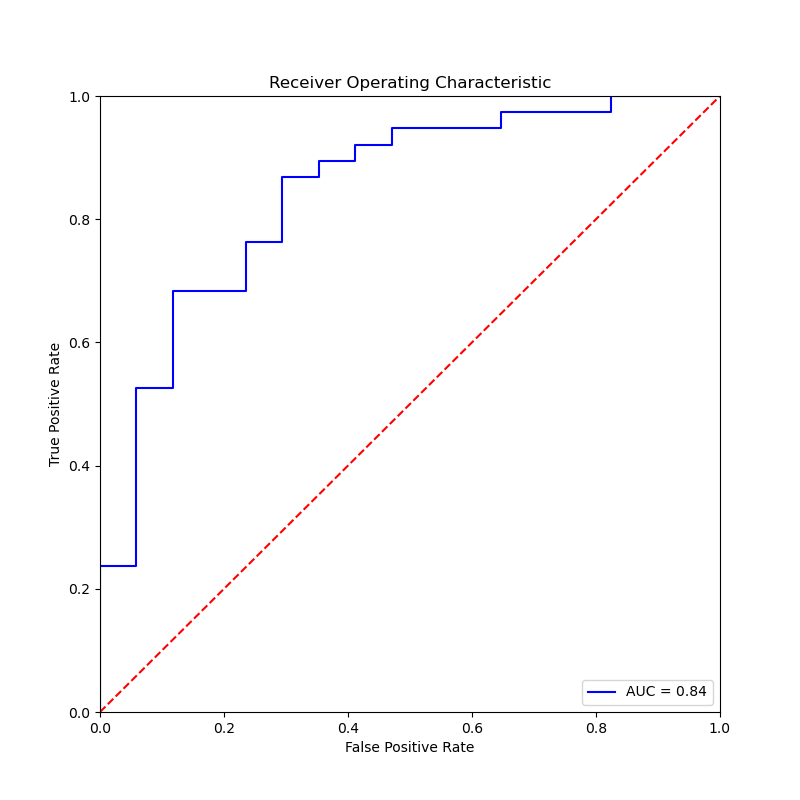 Receiver Operating Characteristic
True Positive Rate
1.0
0.8
0.6
0.4
0.2
0.0
AUC = 0.84
0.0 0.2 0.4 0.6 0.8 1.0
False Positive Rate